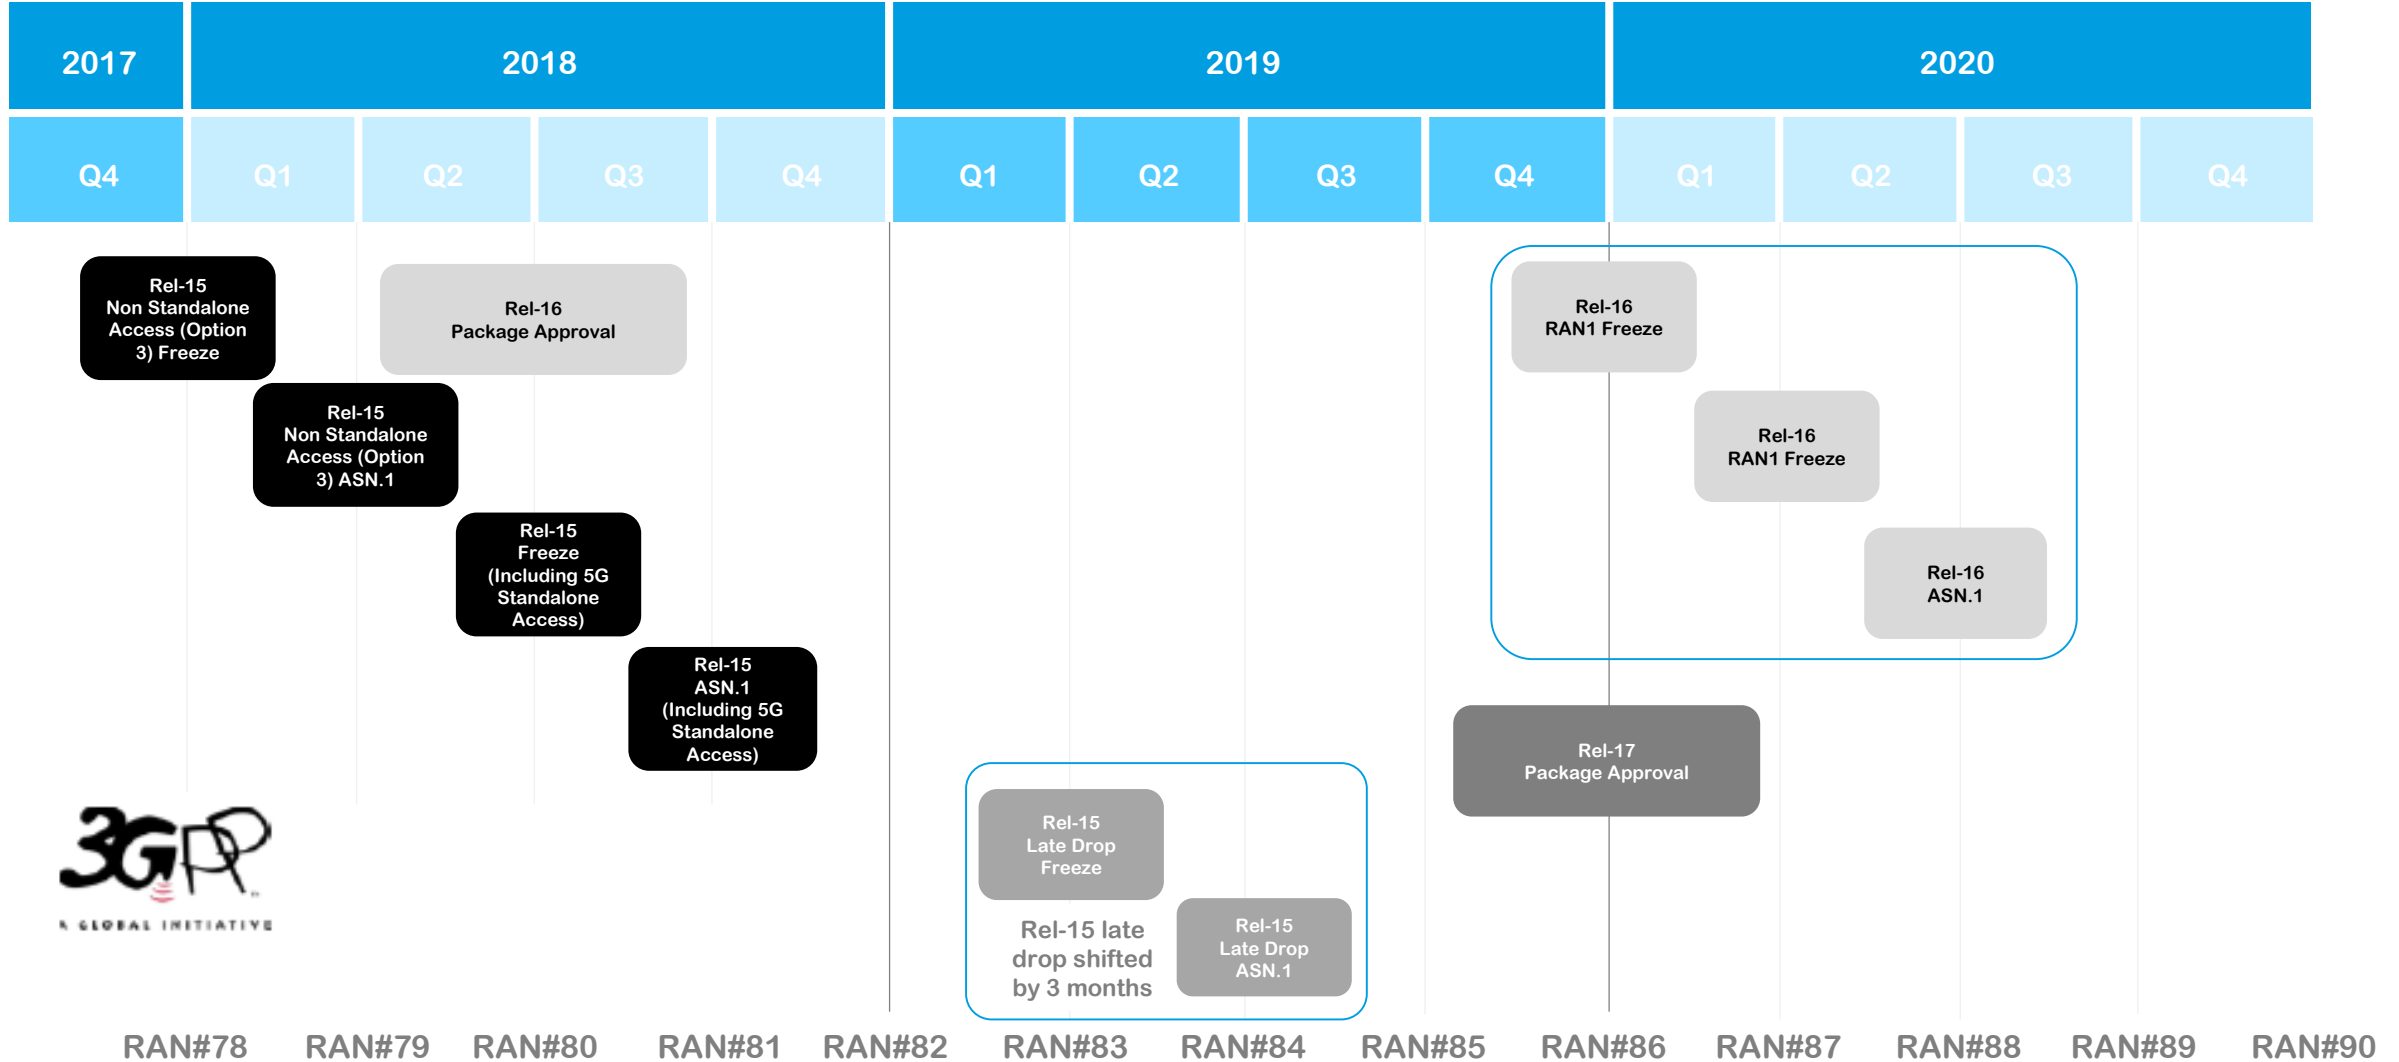 2017
2018
2019
2020
Q4
Q1
Q2
Q3
Q4
Q1
Q2
Q3
Q4
Q1
Q2
Q3
Q4
Rel-15
Non Standalone
Access (Option
3) Freeze
Rel-16
Package Approval
Rel-16
RAN1 Freeze
Rel-15
Non Standalone
Access (Option
3) ASN.1
Rel-16
RAN1 Freeze
Rel-15
Freeze
(Including 5G
Standalone
Access)
Rel-16
ASN.1
Rel-15
ASN.1
(Including 5G
Standalone
Access)
Rel-17
Package Approval
3GPP
A GLOBAL INITIATIVE
Rel-15
Late Drop
Freeze
Rel-15 late
drop shifted
by 3 months
Rel-15
Late Drop
ASN.1
RAN#78
RAN#79
RAN#80
RAN#81
RAN#82
RAN#83
RAN#84
RAN#85
RAN#86
RAN#87
RAN#88
RAN#89
RAN#90